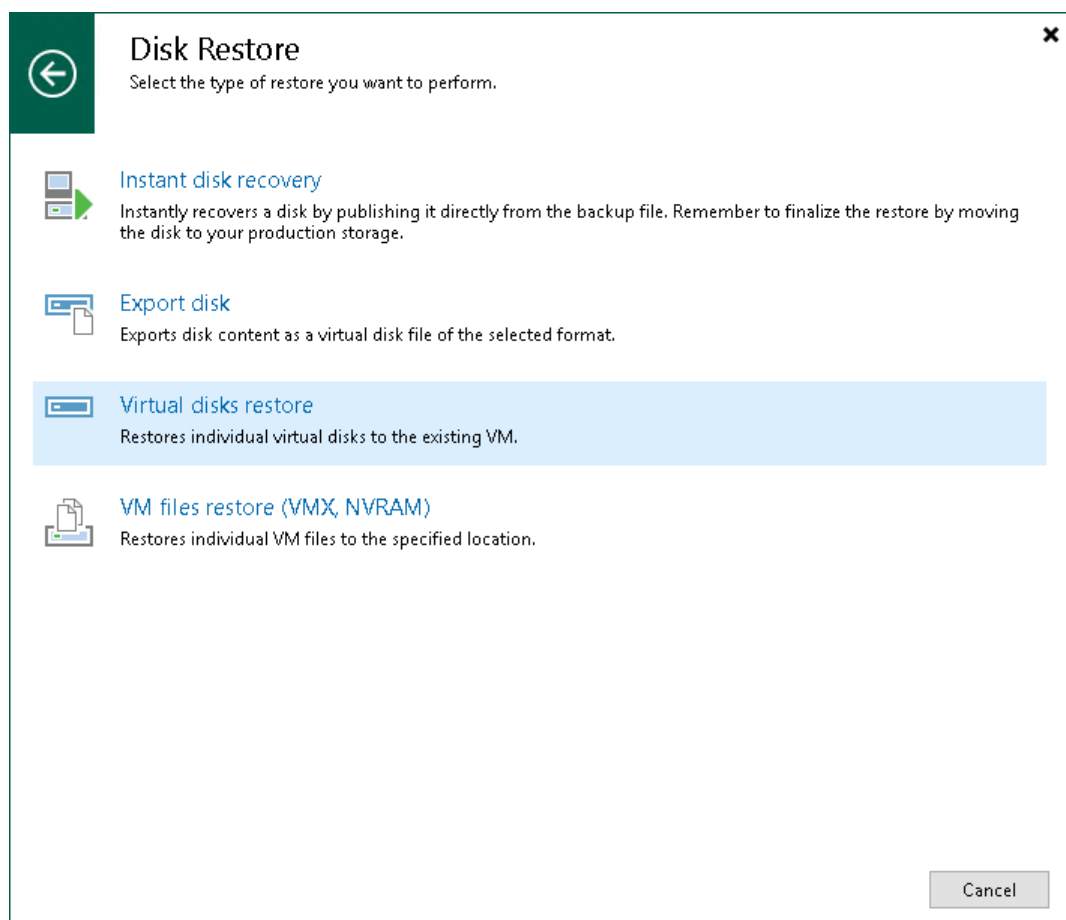 Disk Restore
Select the type of restore you want to perform.
Instant disk recovery
Instantly recovers a disk by publishing it directly from the backup file. Remember to finalize the restore by moving
the disk to your production storage.
Export disk
Exports disk content as a virtual disk file of the selected format.
Virtual disks restore
Restores individual virtual disks to the existing VM.
VM files restore (VMX, NVRAM)
Restores individual VM files to the specified location.
Cancel